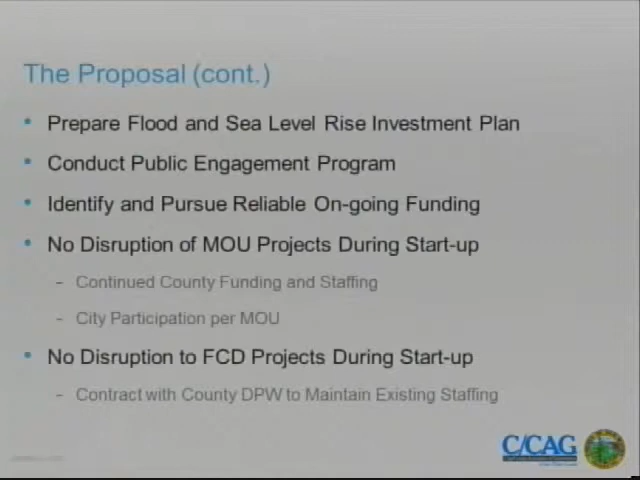 The Proposal (cont.)
• Prepare Flood and Sea Level Rise Investment Plan
• Conduct Public Engagement Program
• Identify and Pursue Reliable On-going Funding
• No Disruption of MOU Projects During Start-up
- Continued County Funding and Staffing
- City Participation per MOU
• No Disruption to FCD Projects During Start-up
- Contract with County DPW to Maintain Existing Staffing
C/CAG